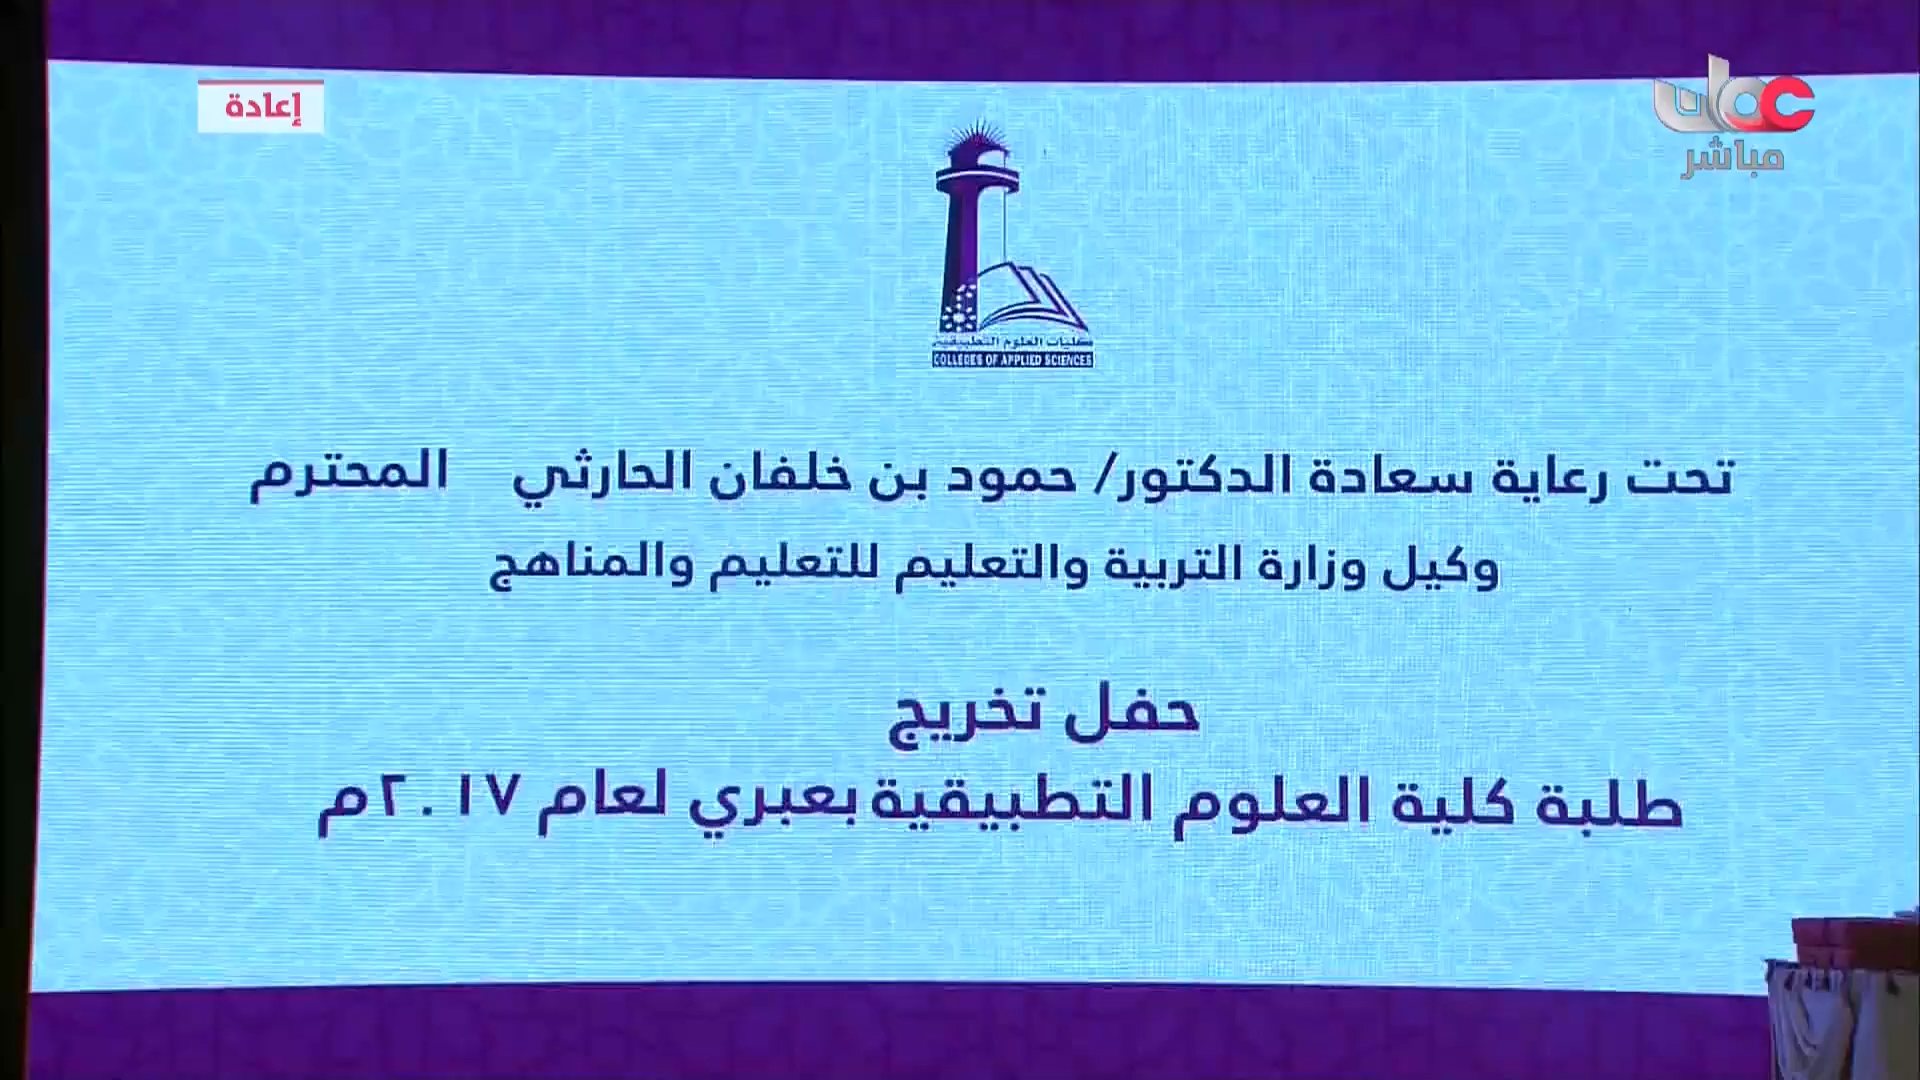 إعادة
عمان
مباشر
كليات العلوم التطبيقية
COLLEGES OF APPLIED SCIENCES
تحت رعاية سعادة الدكتور/ حمود بن خلفان الحارثي المحترم
وكيل وزارة التربية والتعليم للتعليم والمناهج
حفل تخريج
طلبة كلية العلوم التطبيقية بعبري لعام ٢٠١٧م